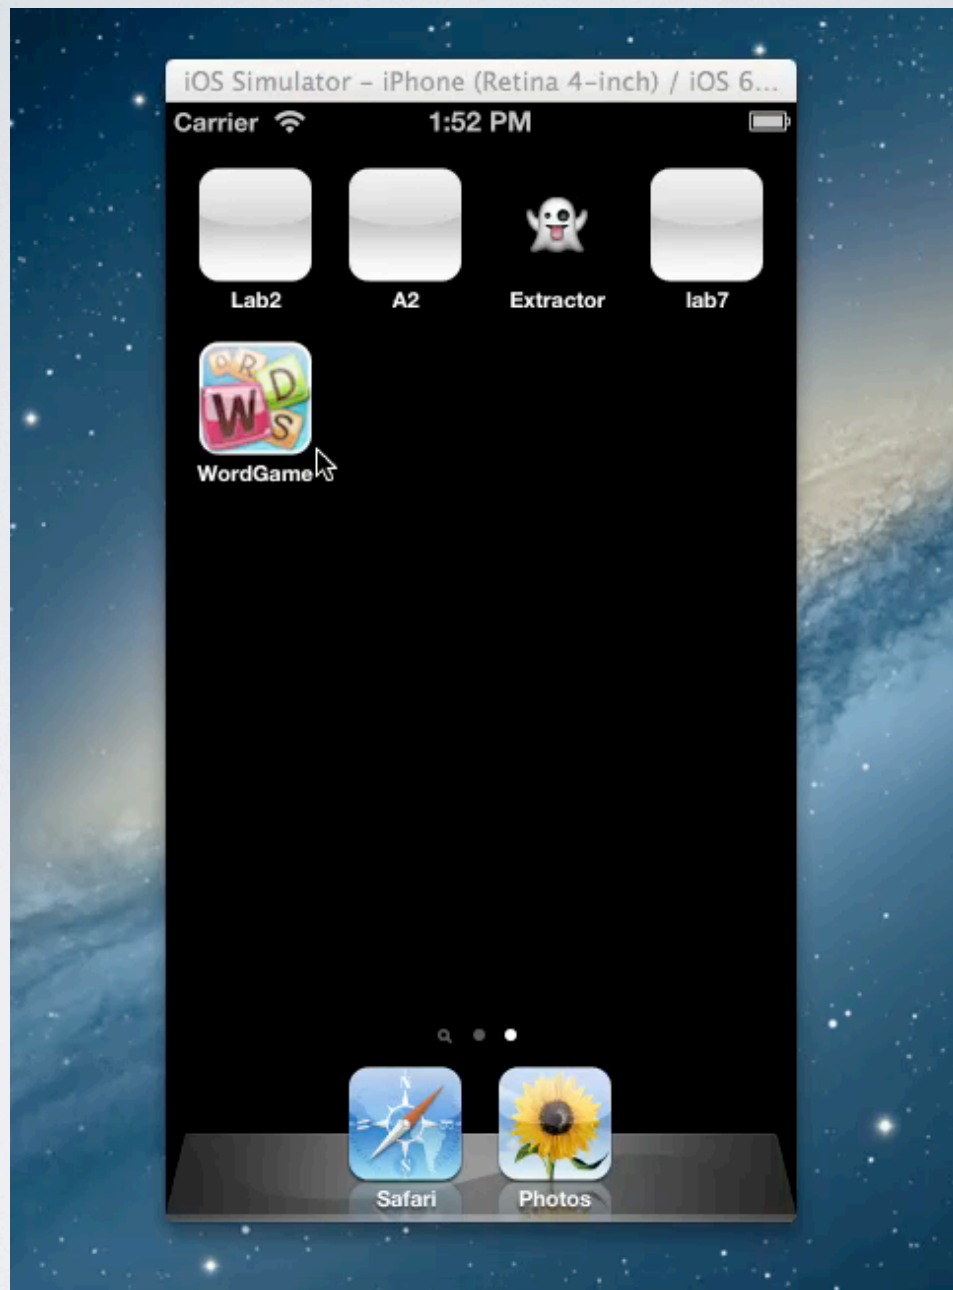 iOS Simulator – iPhone (Retina 4-inch) / iOS 6...
Carrier 1:52 PM
Lab2 A2 Extractor lab7
O R D W S
WordGame
N
S
Safari Photos